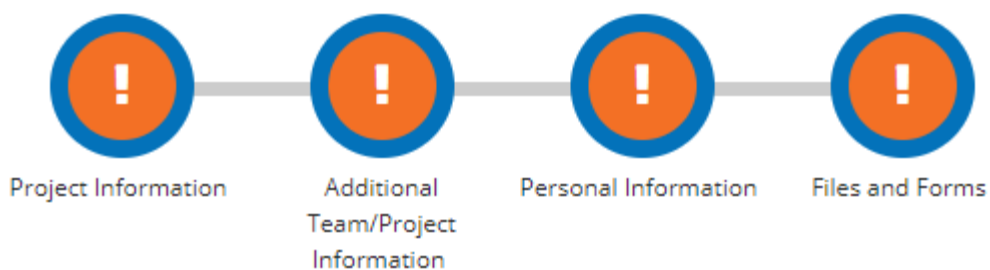 !
!
!
!
Project Information
Additional
Team/Project
Information
Personal Information
Files and Forms